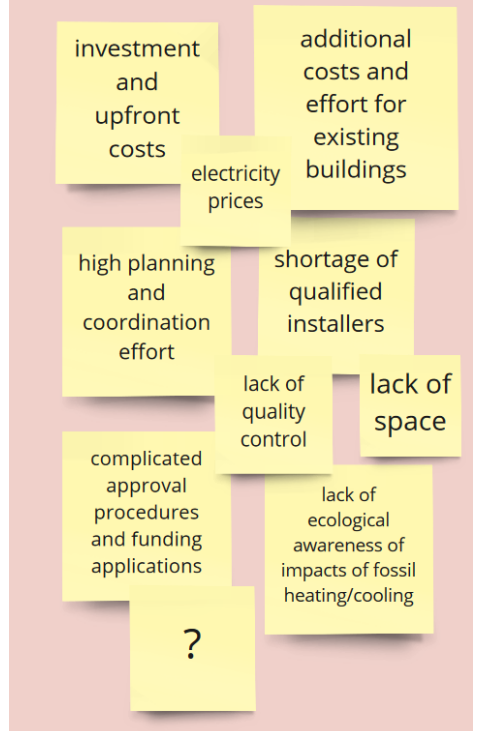 investment
and
upfront
costs
additional
costs and
effort for
existing
buildings
electricity
prices
high planning
and
coordination
effort
shortage of
qualified
installers
lack of
quality
control
lack of
space
complicated
approval
procedures
and funding
applications
lack of
ecological
awareness of
impacts of fossil
heating/cooling
?